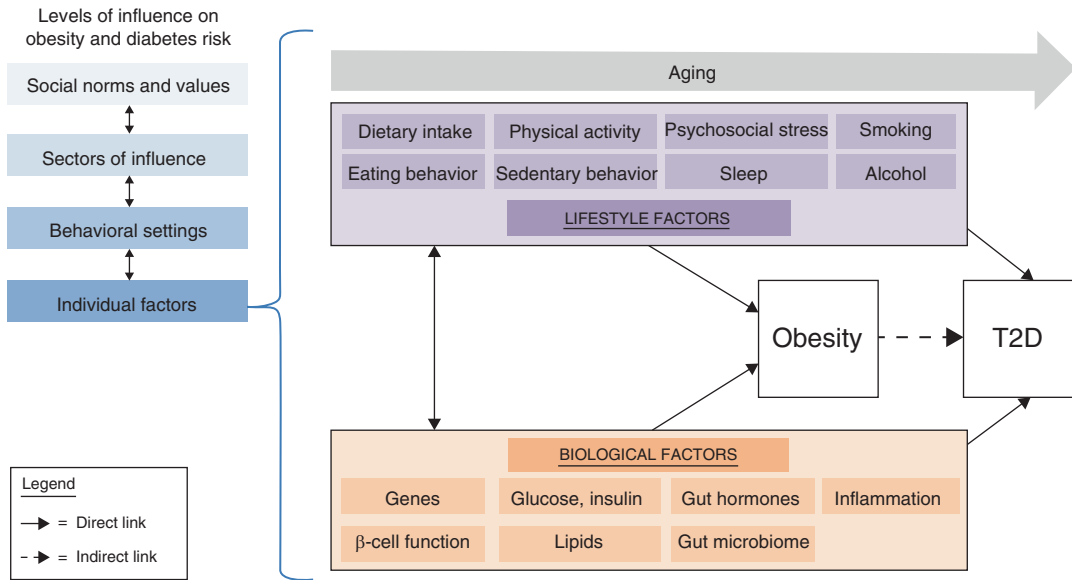 Levels of influence on
obesity and diabetes risk
Social norms and values
Sectors of influence
Behavioral settings
Individual factors
Legend
= Direct link
= Indirect link
Aging
Dietary intake
Physical activity
Psychosocial stress
Smoking
Eating behavior
Sedentary behavior
Sleep
Alcohol
LIFESTYLE FACTORS
Obesity
T2D
BIOLOGICAL FACTORS
Genes
Glucose, insulin
Gut hormones
Inflammation
β-cell function
Lipids
Gut microbiome